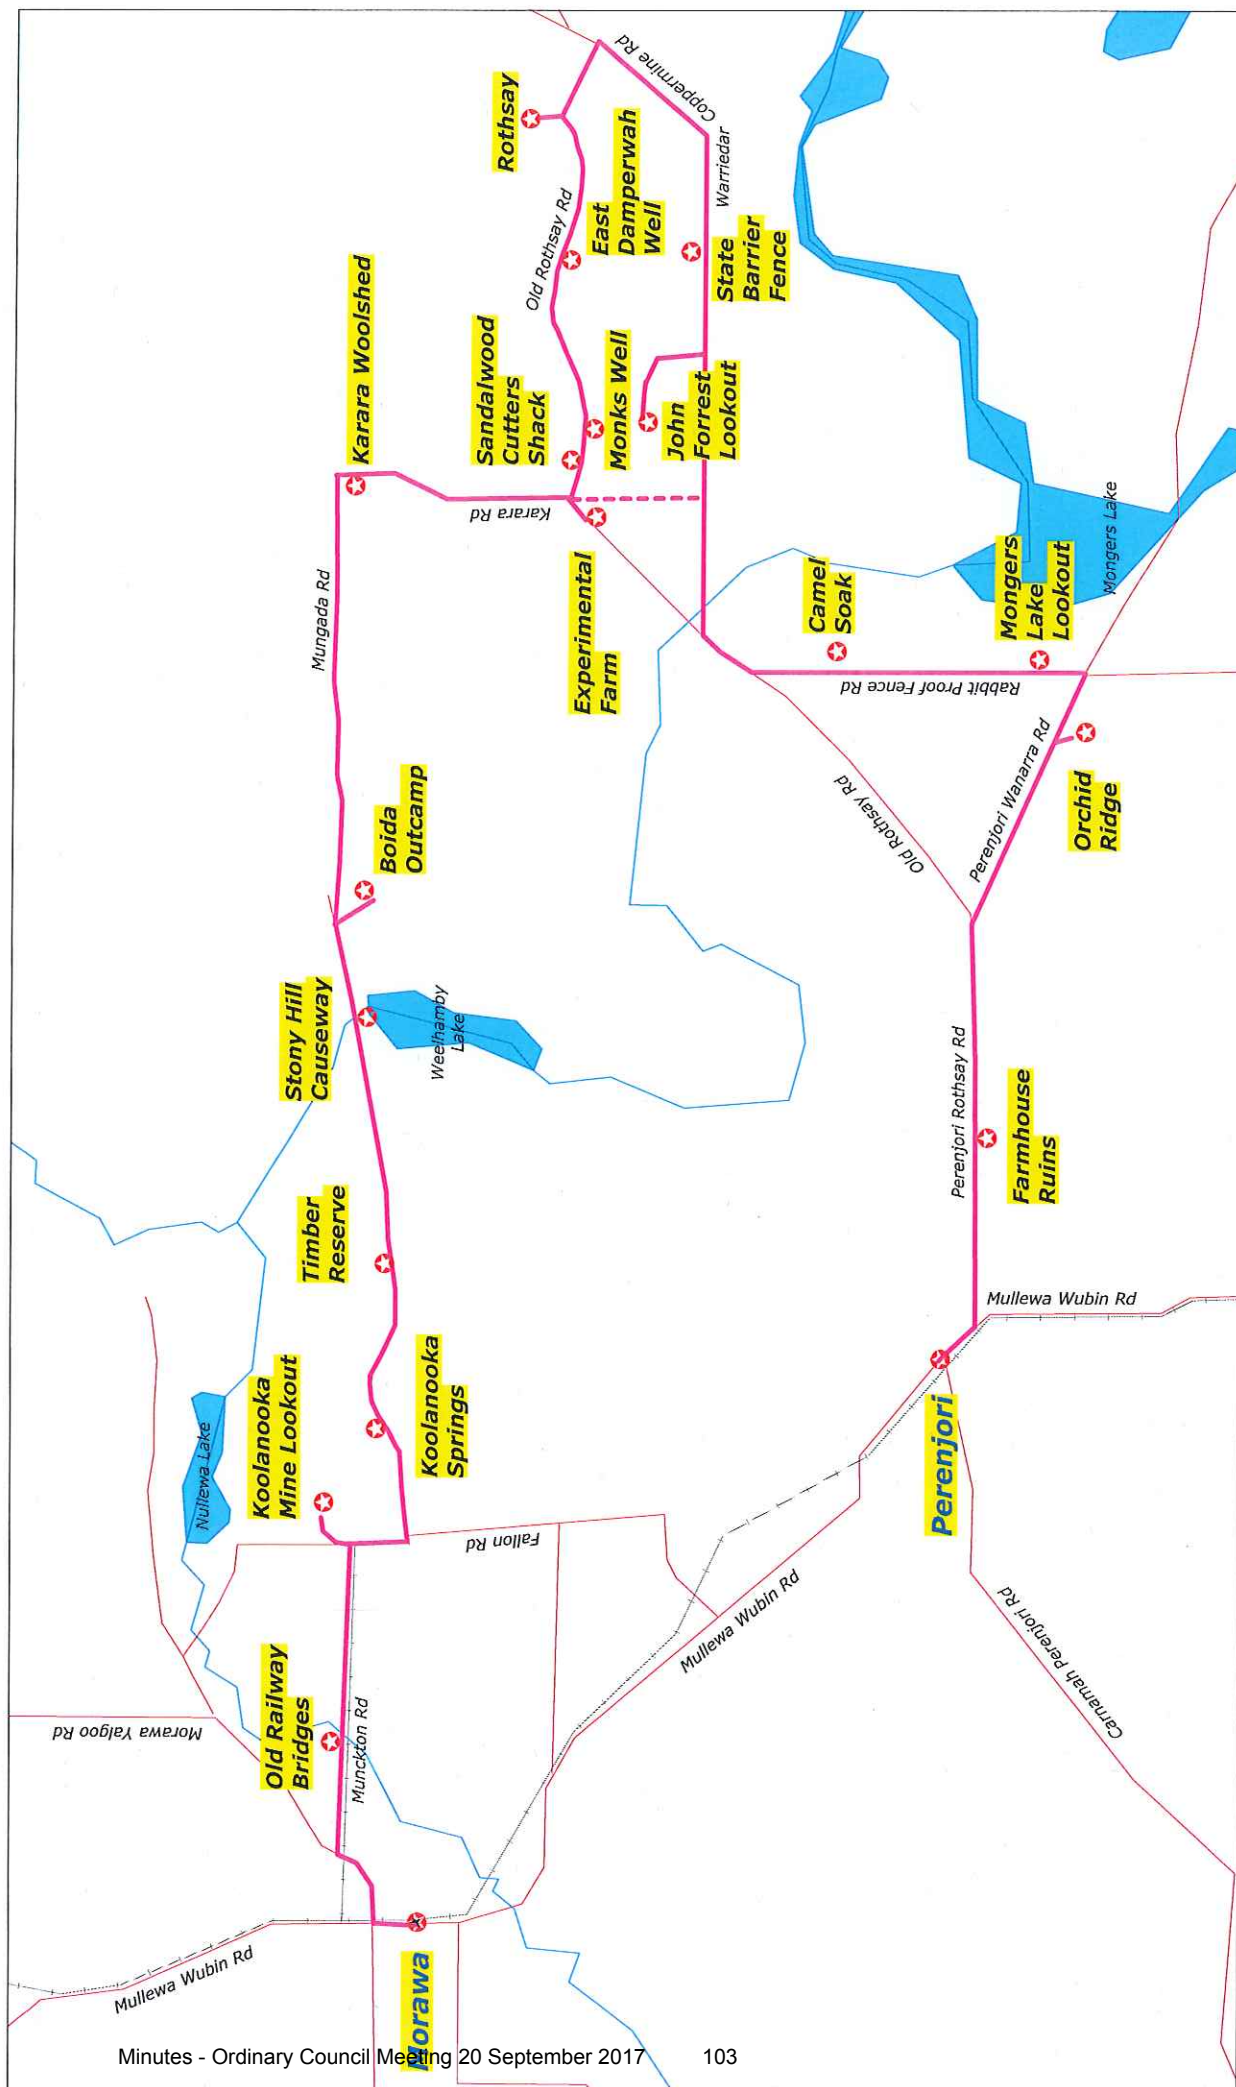 Rothsay
Coppermine Rd
Warriedar
East
Damperwah
Well
Old Rothsay Rd
State
Barrier
Fence
Karara Woolshed
Sandalwood
Cutters
Shack
Monks Well
John
Forrest
Lookout
Karara Rd
Mungada Rd
Experimental
Farm
Camel
Soak
Mongers
Lake
Lookout
Mongers Lake
Rabbit Proof Fence Rd
Boida
Outcamp
Old Rothsay Rd
Perenjori Wanarra Rd
Orchid
Ridge
Stony Hill
Causeway
Weelhamby
Lake
Perenjori Rothsay Rd
Farmhouse
Ruins
Timber
Reserve
Mullewa Wubin Rd
Koolanooka
Mine Lookout
Koolanooka
Springs
Nullewa Lake
Perenjori
Fallon Rd
Mullewa Wubin Rd
Carnamah Perenjori Rd
Old Railway
Bridges
Munckton Rd
Morawa Yalgoo Rd
Mullewa Wubin Rd
Morawa
Minutes - Ordinary Council Meeting 20 September 2017 103